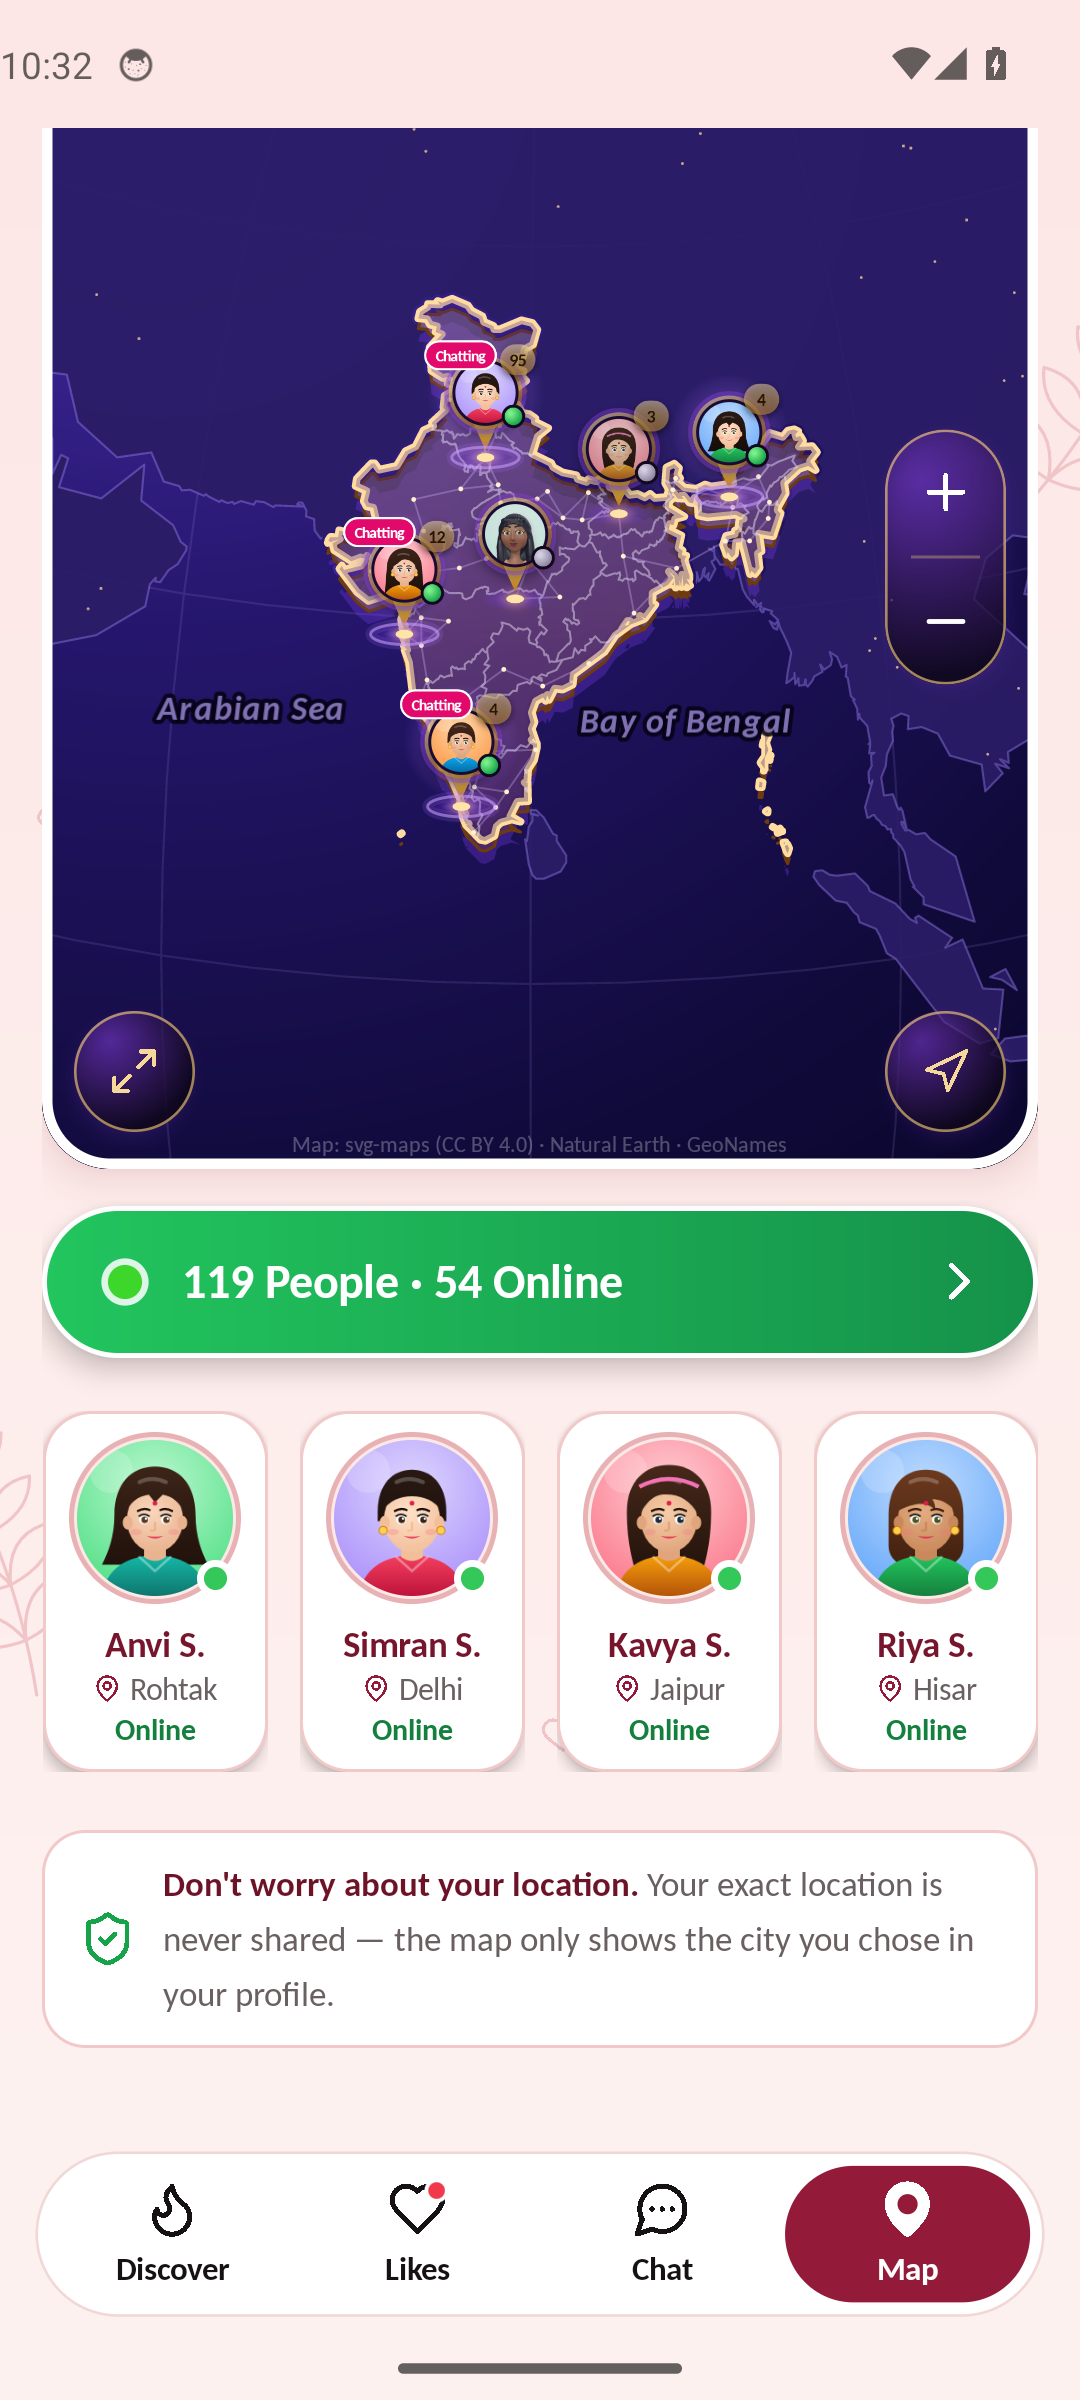 10:32
Chatting
95
4
3
Chatting
12
Chatting
4
Arabian Sea
Bay of Bengal
Map: svg-maps (CC BY 4.0) · Natural Earth · GeoNames
119 People · 54 Online
Anvi S.
Rohtak
Online
Simran S.
Delhi
Online
Kavya S.
Jaipur
Online
Riya S.
Hisar
Online
Don't worry about your location. Your exact location is
never shared — the map only shows the city you chose in
your profile.
Discover
Likes
Chat
Map